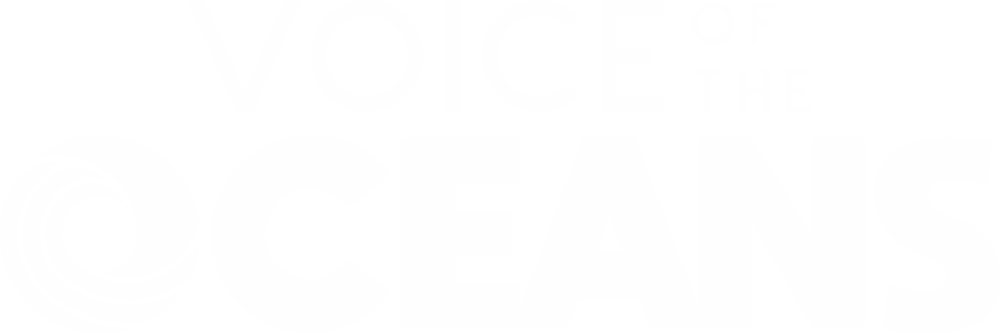 VOICE OF
THE
OCEANS